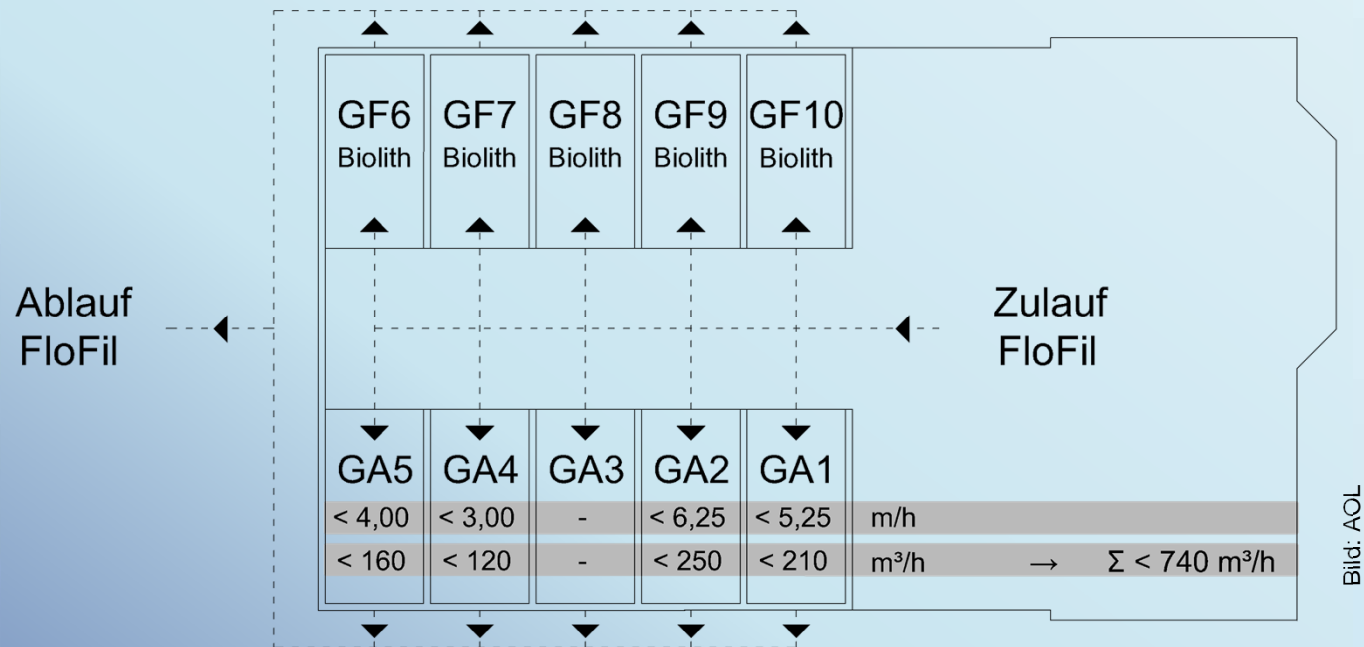 GF6 GF7 GF8 GF9 GF10
Biolith Biolith Biolith Biolith Biolith
Ablauf
FloFil
Zulauf
FloFil
GA5 GA4 GA3 GA2 GA1
< 4,00 < 3,00 - < 6,25 < 5,25 m/h
< 160 < 120 - < 250 < 210 m³/h → Σ < 740 m³/h
Bild: AOL